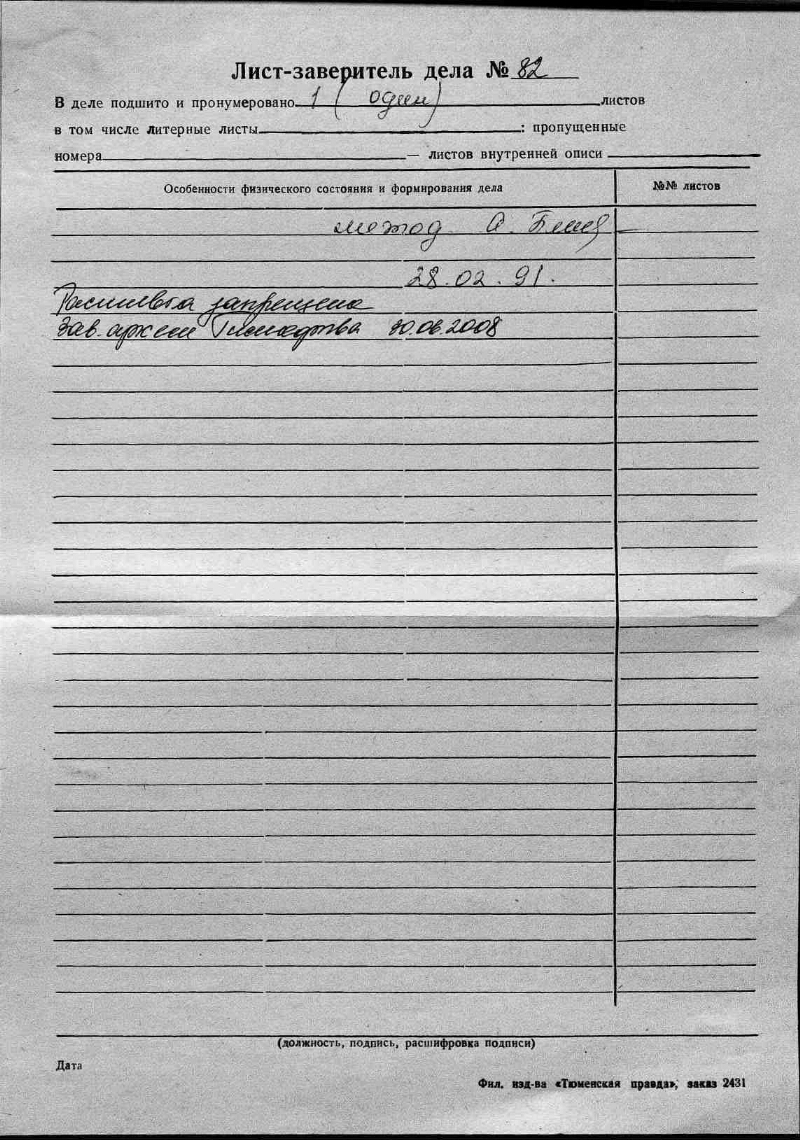 Лист-заверитель дела № 82
В деле подшито и пронумеровано 1 (один) листов
в том числе литерные листы : пропущенные
номера — листов внутренней описи
Особенности физического состояния и формирования дела
№№ листов
метод А.
28.02.91.
Расшивка запрещена
Зав. архом 30.06.2008
(должность, подпись, расшифровка подписи)
Дата
Фил. изд-ва «Тюменская правда», заказ 2431